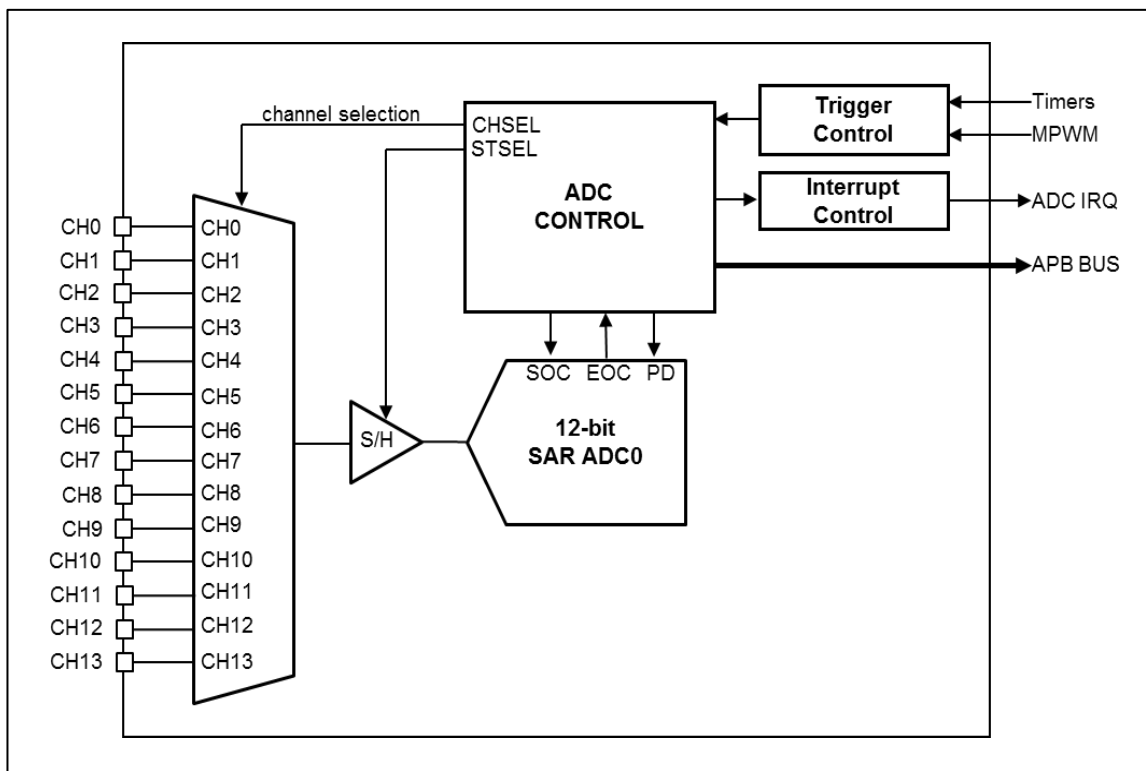 channel selection
CHSEL
STSEL
ADC
CONTROL
Trigger
Control
Timers
MPWM
Interrupt
Control
ADC IRQ
APB BUS
SOC EOC PD
12-bit
SAR ADC0
S/H
CH0 CH0
CH1 CH1
CH2 CH2
CH3 CH3
CH4 CH4
CH5 CH5
CH6 CH6
CH7 CH7
CH8 CH8
CH9 CH9
CH10 CH10
CH11 CH11
CH12 CH12
CH13 CH13